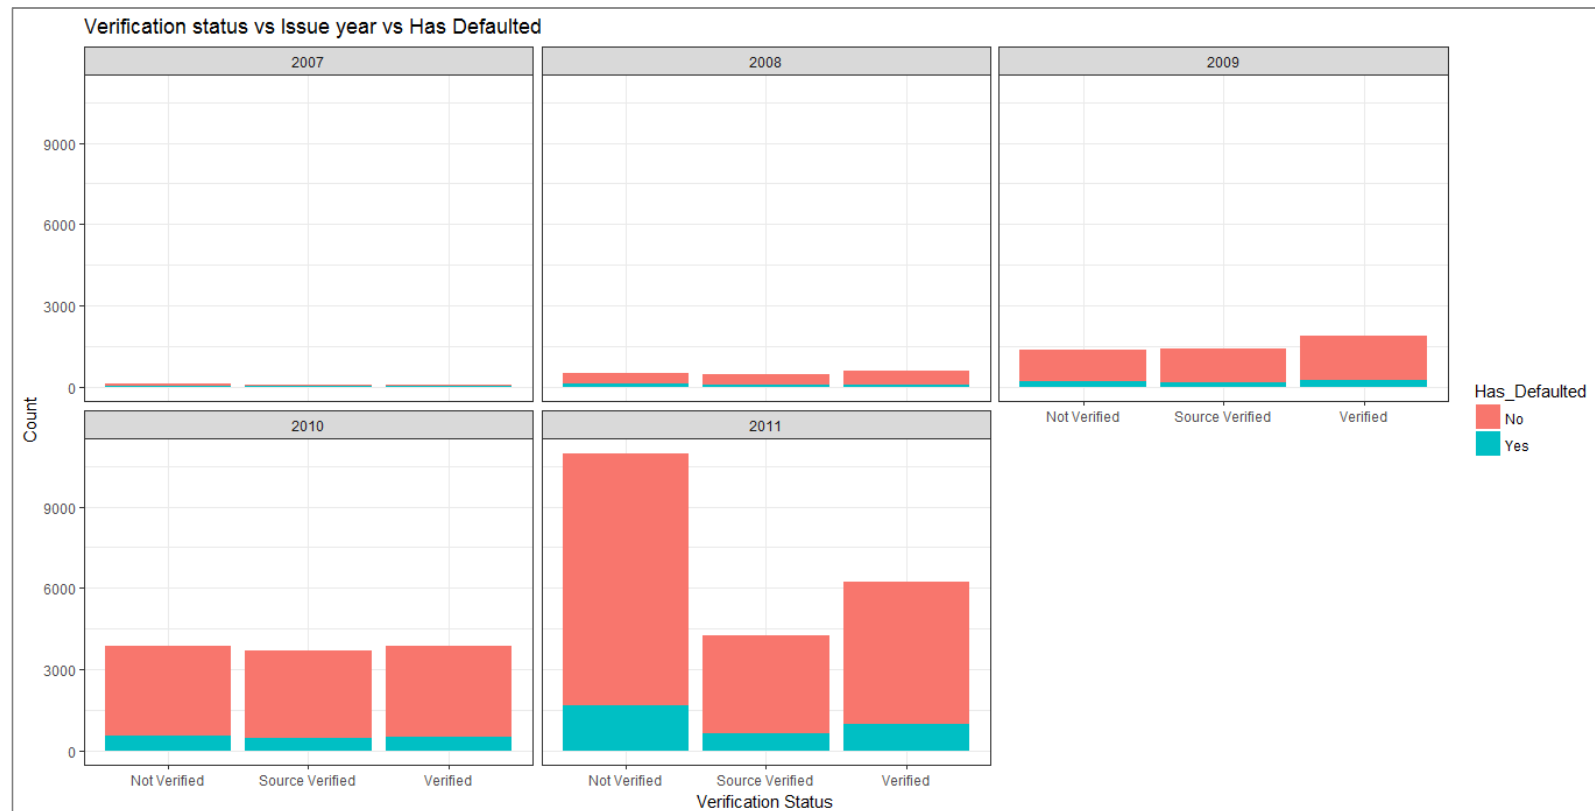 Verification status vs Issue year vs Has Defaulted
2007
2008
2009
9000
6000
3000
0
Not Verified
Source Verified
Verified
Has_Defaulted
No
Yes
Count
2010
2011
9000
6000
3000
0
Not Verified
Source Verified
Verified
Not Verified
Source Verified
Verified
Verification Status